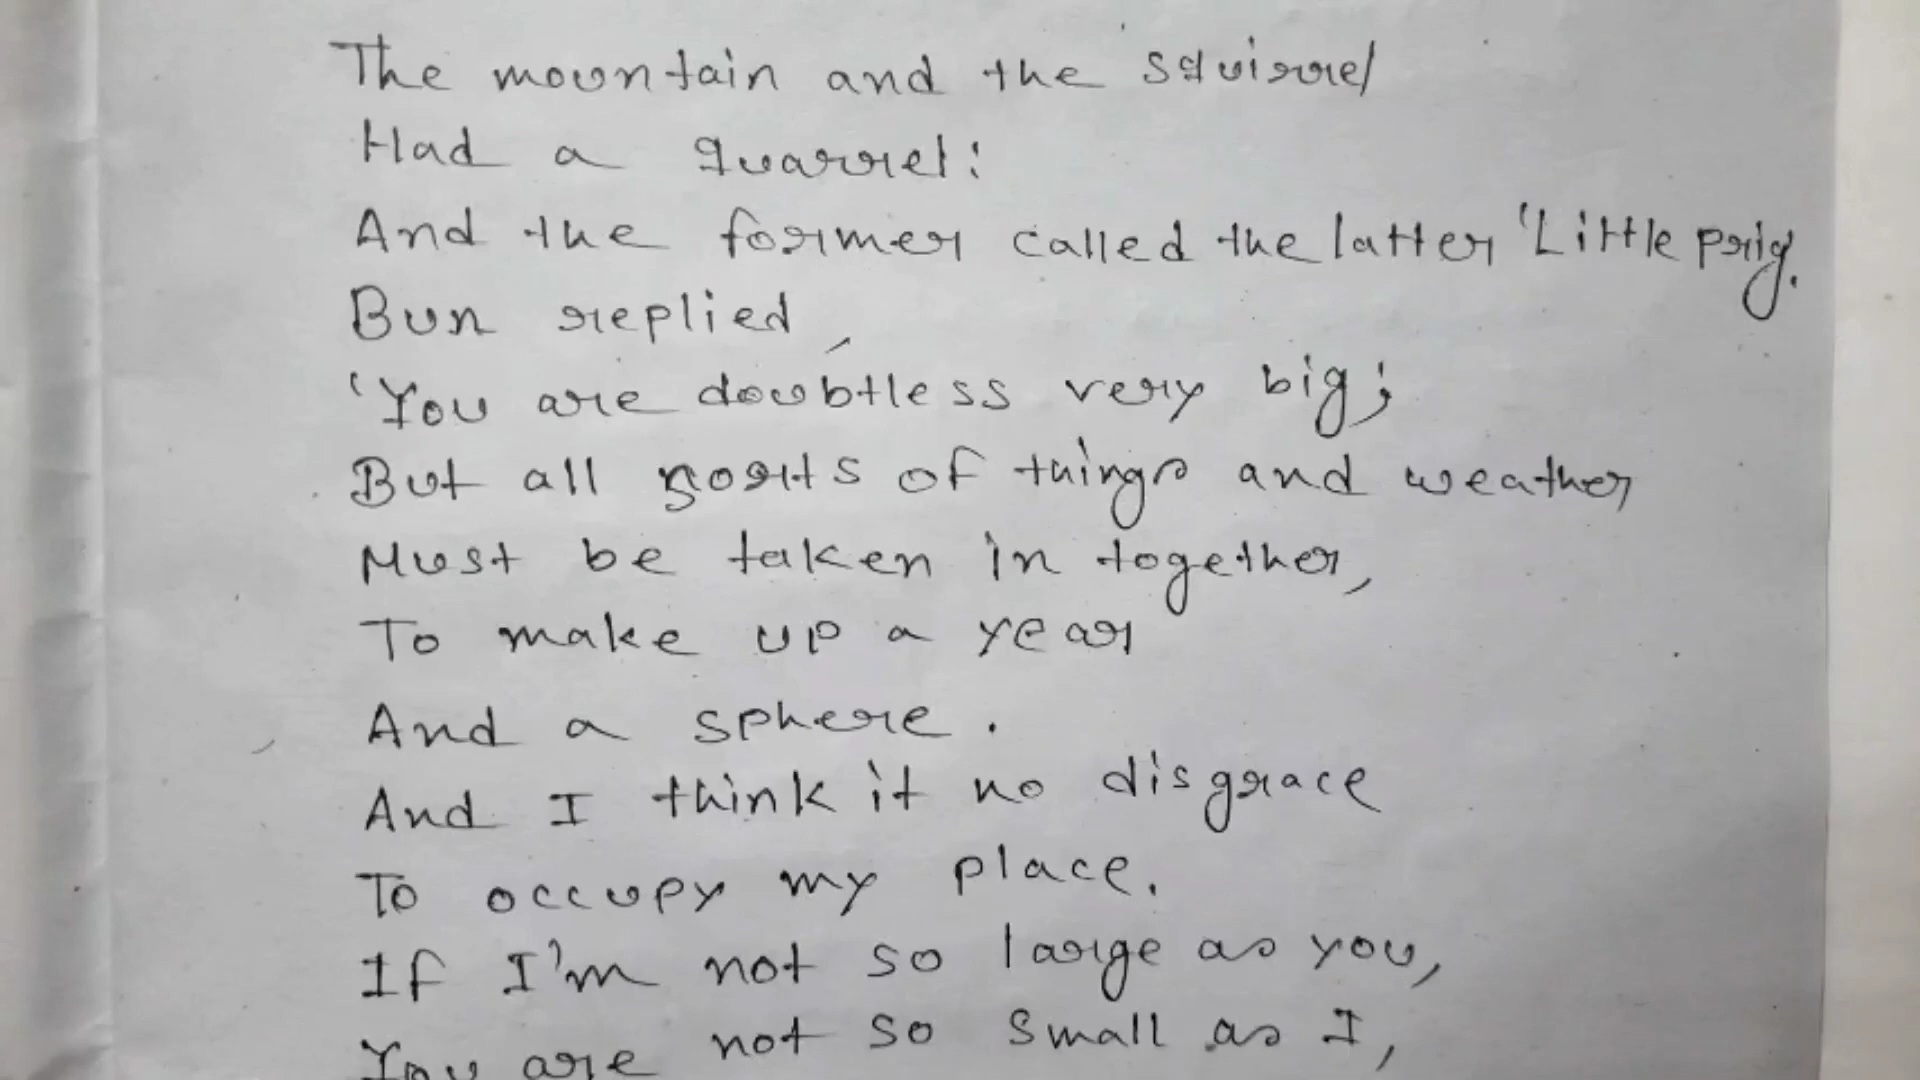 The mountain and the squirrel
Had a quarrel:
And the former called the latter 'Little prig.
Bun replied,
'You are doubtless very big;
But all sorts of things and weather
Must be taken in together,
To make up a year
And a sphere.
And I think it no disgrace
To occupy my place.
If I'm not so large as you,
You are not so small as I,